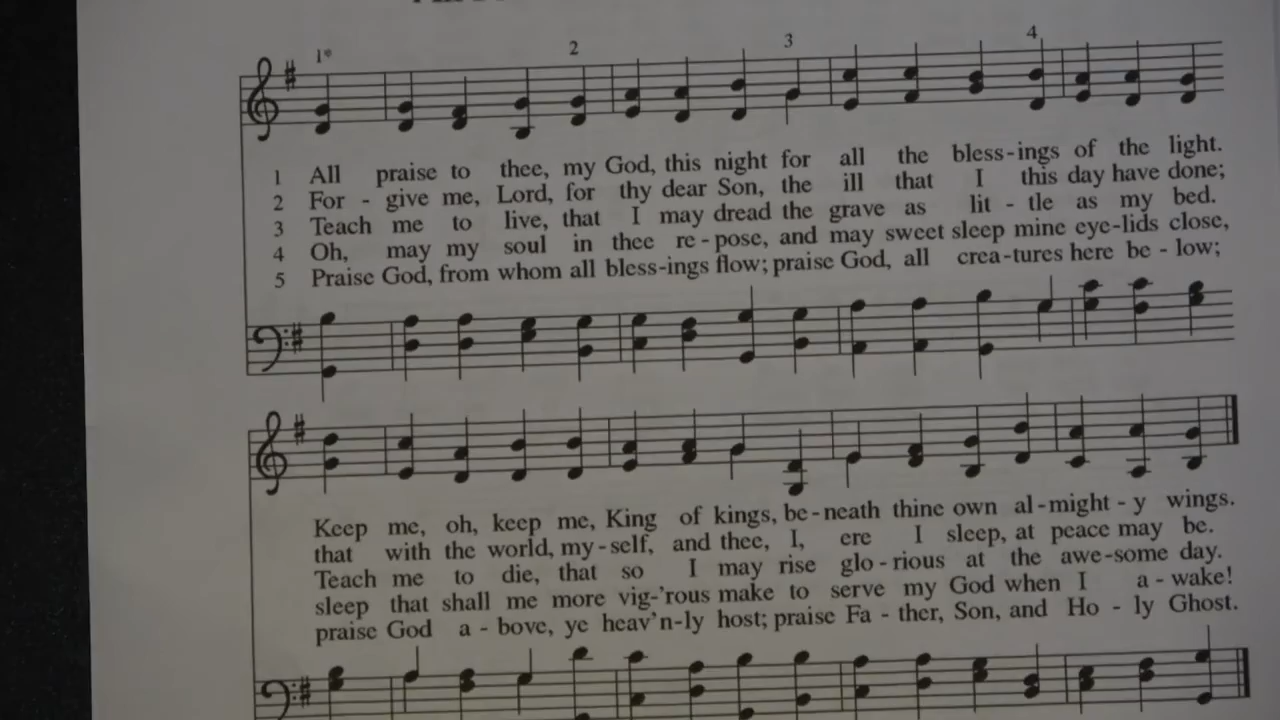 1* 2 3 4
1 All praise to thee, my God, this night for all the bless-ings of the light.
2 For - give me, Lord, for thy dear Son, the ill that I this day have done;
3 Teach me to live, that I may dread the grave as lit - tle as my bed.
4 Oh, may my soul in thee re - pose, and may sweet sleep mine eye-lids close,
5 Praise God, from whom all bless-ings flow; praise God, all crea-tures here be - low;
Keep me, oh, keep me, King of kings, be - neath thine own al - might - y wings.
that with the world, my - self, and thee, I, ere I sleep, at peace may be.
Teach me to die, that so I may rise glo - rious at the awe-some day.
sleep that shall me more vig-'rous make to serve my God when I a - wake!
praise God a - bove, ye heav'n-ly host; praise Fa - ther, Son, and Ho - ly Ghost.